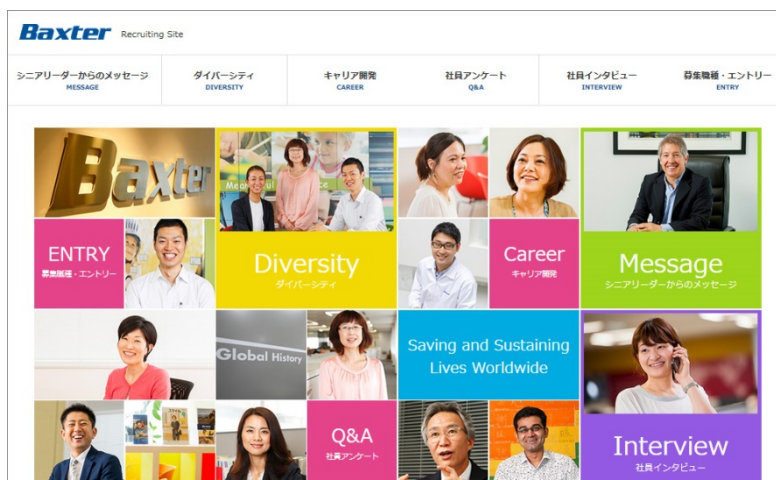 Baxter Recruiting Site
シニアリーダーからのメッセージ
MESSAGE
ダイバーシティ
DIVERSITY
キャリア開発
CAREER
社員アンケート
Q&A
社員インタビュー
INTERVIEW
募集職種・エントリー
ENTRY
Baxter
ENTRY
募集職種・エントリー
Diversity
ダイバーシティ
Career
キャリア開発
Message
シニアリーダーからのメッセージ
Global History
Saving and Sustaining
Lives Worldwide
Q&A
社員アンケート
Interview
社員インタビュー